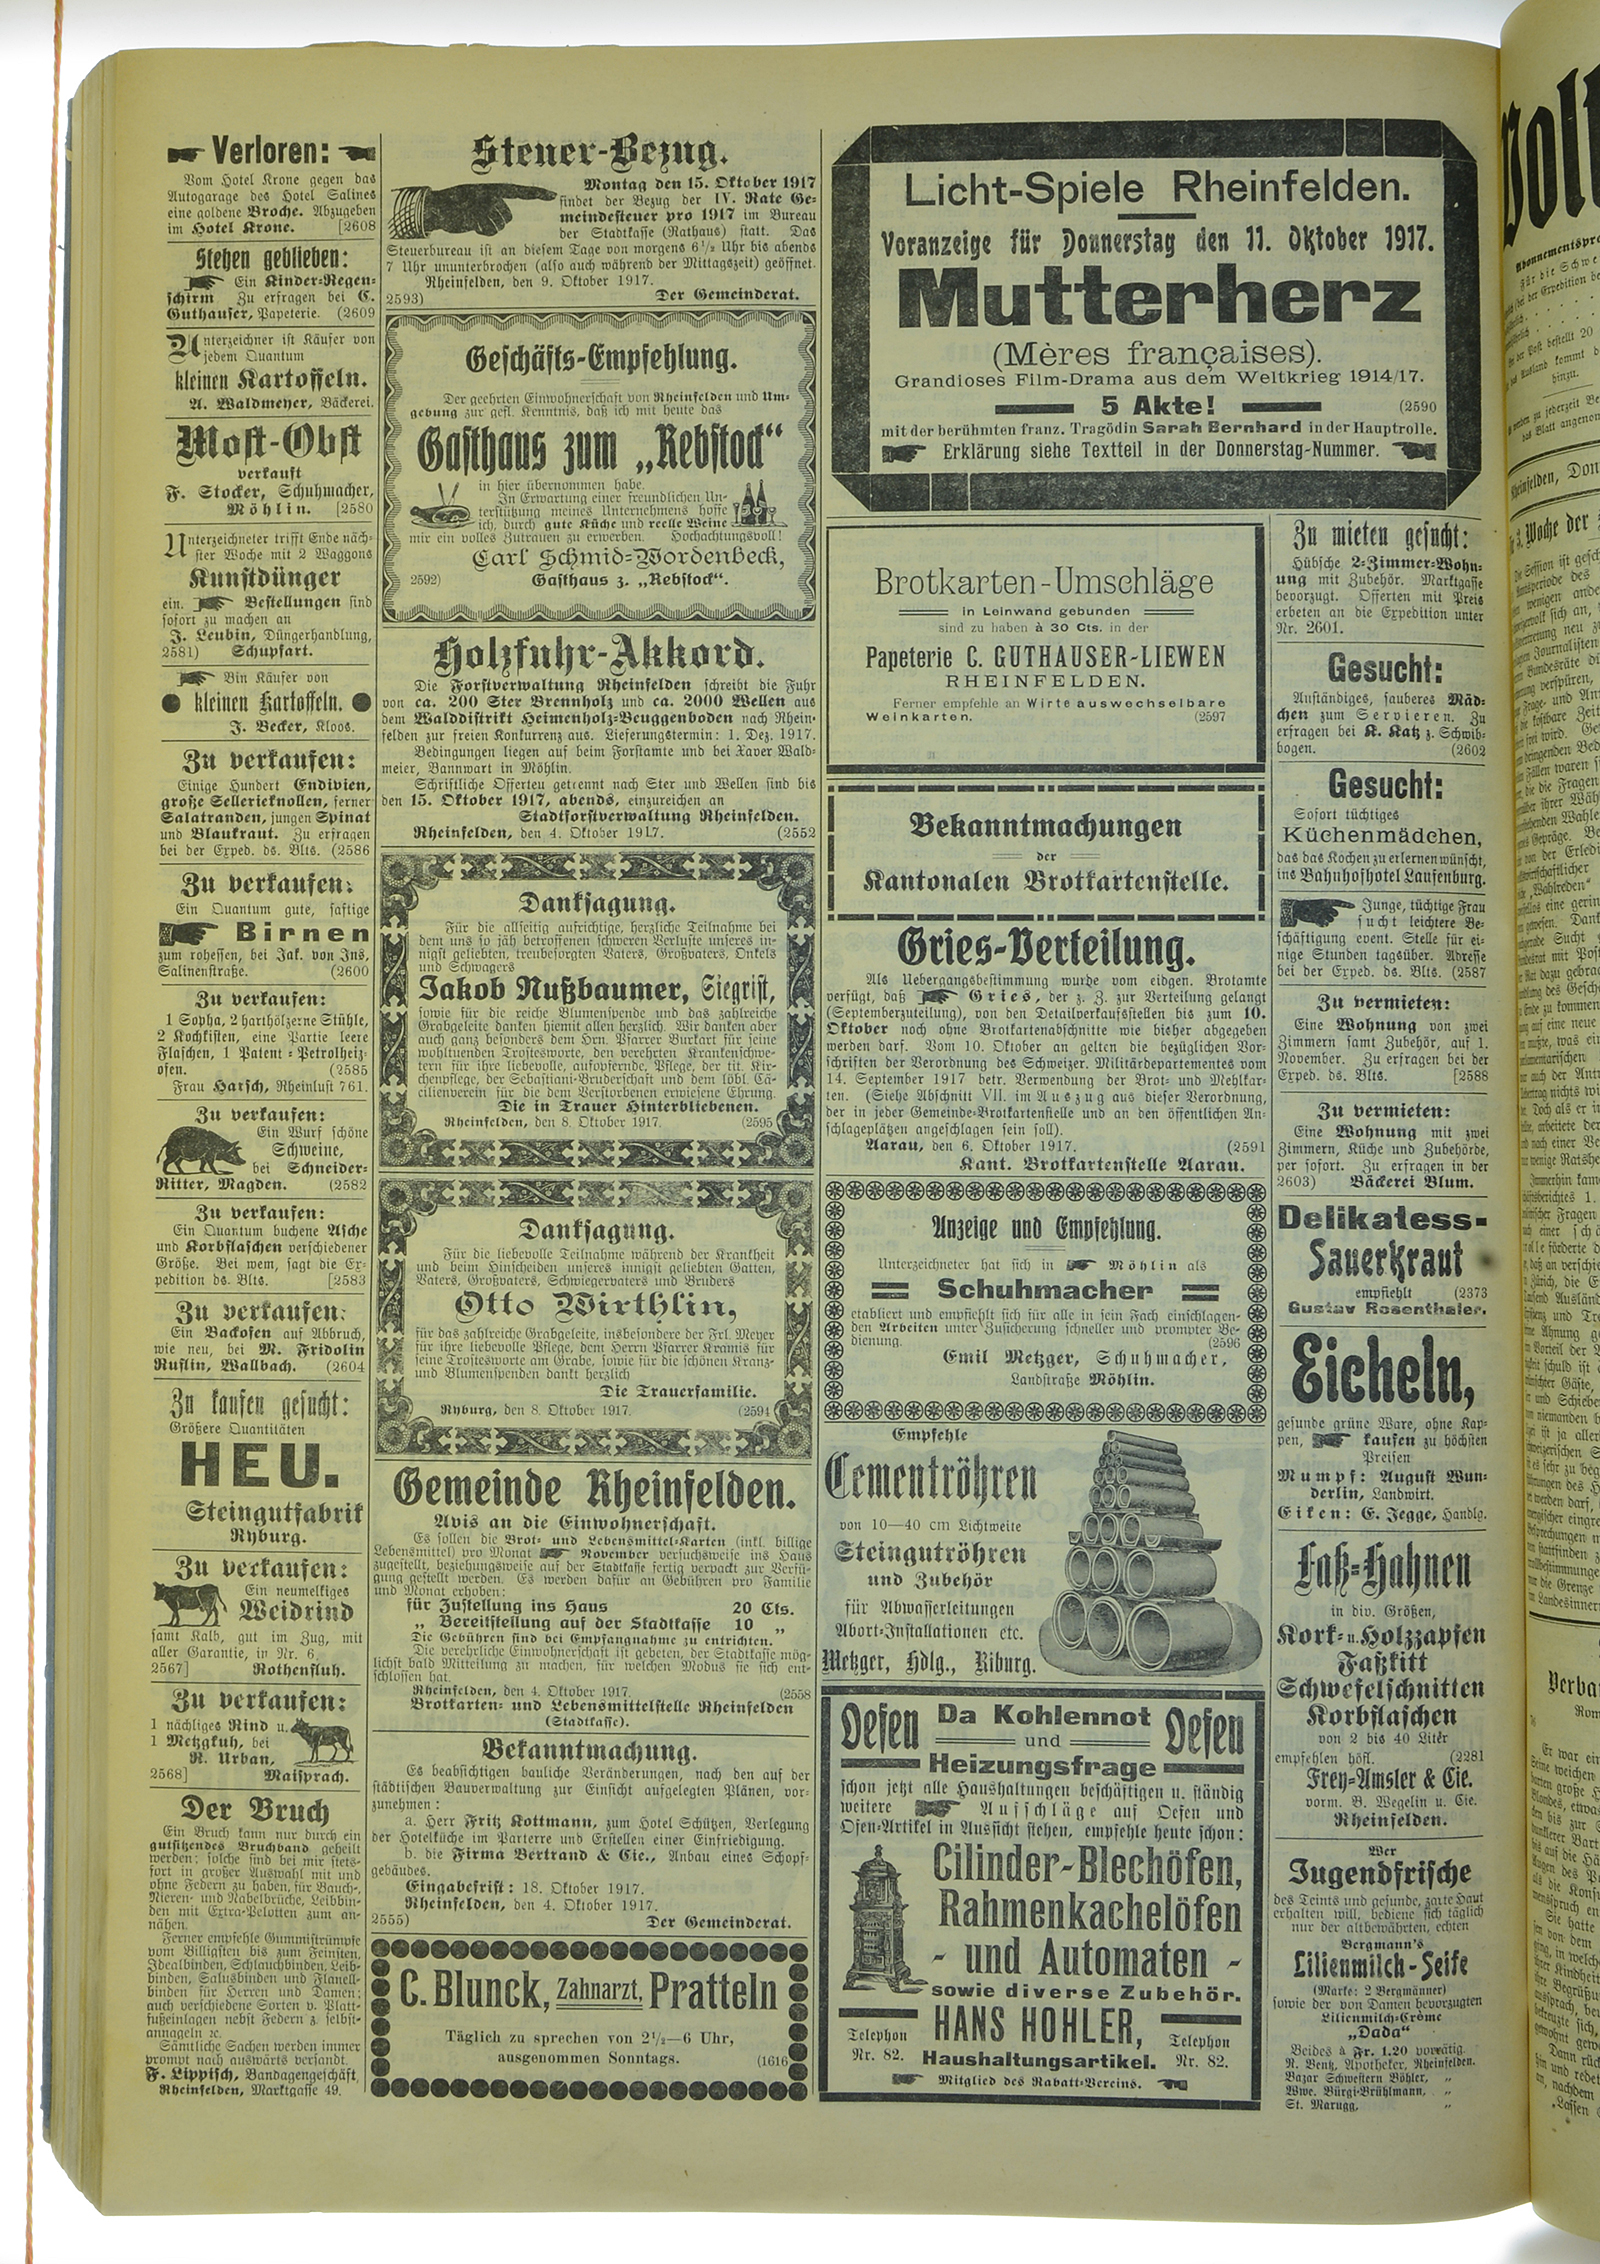 Verloren:
Vom Hotel Krone gegen das
Autogarage des Hotel Salines
eine goldene Broche. Abzugeben
im Hotel Krone. [2608
Stehen geblieben:
Ein Kinder-Regen-
schirm Zu erfragen bei C.
Guthauser, Papeterie. (2609
Unterzeichner ist Käufer von
jedem Quantum
kleinen Kartoffeln.
A. Waldmeyer, Bäckerei.
Most-Obst
verkauft
F. Stocker, Schuhmacher,
Möhlin. [2580
Unterzeichneter trifft Ende näch-
ster Woche mit 2 Waggons
Kunstdünger
ein. Bestellungen sind
sofort zu machen an
J. Leubin, Düngerhandlung,
2581) Schupfart.
Bin Käufer von
kleinen Kartoffeln.
J. Becker, Kloos.
Zu verkaufen:
Einige Hundert Endivien,
große Sellerieknollen, ferner
Salatranden, jungen Spinat
und Blaukraut. Zu erfragen
bei der Exped. ds. Blts. (2586
Zu verkaufen:
Ein Quantum gute, saftige
Birnen
zum rohessen, bei Jak. von Ins,
Salinenstraße. (2600
Zu verkaufen:
1 Sopha, 2 harthölzerne Stühle,
2 Kochkisten, eine Partie leere
Flaschen, 1 Patent-Petrolheiz-
ofen. (2585
Frau Harsch, Rheinlust 761.
Zu verkaufen:
Ein Wurf schöne
Schweine,
bei Schneider-
Ritter, Magden. (2582
Zu verkaufen:
Ein Quantum buchene Asche
und Korbflaschen verschiedener
Größe. Bei wem, sagt die Ex-
pedition ds. Blts. [2583
Zu verkaufen:
Ein Backofen auf Abbruch,
wie neu, bei M. Fridolin
Kuslin, Wallbach. (2604
Zu kaufen gesucht:
Größere Quantitäten
HEU.
Steingutfabrik
Ryburg.
Zu verkaufen:
Ein neumelkiges
Weidrind
samt Kalb, gut im Zug, mit
aller Garantie, in Nr. 6,
2567] Rothenfluh.
Zu verkaufen:
1 nächliges Rind u.
1 Metzgkuh, bei
R. Urban,
2568] Maisprach.
Der Bruch
Ein Bruch kann nur durch ein
gutsitzendes Bruchband geheilt
werden; solche sind bei mir stets-
fort in großer Auswahl mit und
ohne Federn zu haben, für Bauch-,
Nieren- und Nabelbrüche, Leibbin-
den mit Extra-Pelotten zum an-
nähen.
Ferner empfehle Gummistrümpfe
vom Billigsten bis zum Feinsten,
Idealbinden, Schlauchbinden, Leib-
binden, Salusbinden und Flanell-
binden für Herren und Damen;
auch verschiedene Sorten v. Platt-
fußeinlagen nebst Federn z. selbst-
annageln ꝛc.
Sämtliche Sachen werden immer
prompt nach auswärts versandt.
F. Lippisch, Bandagengeschäft,
Rheinfelden, Marktgasse 49.
Steuer-Bezug.
Montag den 15. Oktober 1917
findet der Bezug der IV. Rate Ge-
meindesteuer pro 1917 im Bureau
der Stadtkasse (Rathaus) statt. Das
Steuerbureau ist an diesem Tage von morgens 6½ Uhr bis abends
7 Uhr ununterbrochen (also auch während der Mittagszeit) geöffnet.
Rheinfelden, den 9. Oktober 1917.
2593) Der Gemeinderat.
Geschäfts-Empfehlung.
Der geehrten Einwohnerschaft von Rheinfelden und Um-
gebung zur gefl. Kenntnis, daß ich mit heute das
Gasthaus zum „Rebstock“
in hier übernommen habe.
In Erwartung einer freundlichen Un-
terstützung meines Unternehmens hoffe
ich, durch gute Küche und reelle Weine
mir ein volles Zutrauen zu erwerben. Hochachtungsvoll!
Carl Schmid-Wordenbeck,
2592) Gasthaus z. „Rebstock“.
Holzfuhr-Akkord.
Die Forstverwaltung Rheinfelden schreibt die Fuhr
von ca. 200 Ster Brennholz und ca. 2000 Wellen aus
dem Walddistrikt Heimenholz-Beuggenboden nach Rhein-
felden zur freien Konkurrenz aus. Lieferungstermin: 1. Dez. 1917.
Bedingungen liegen auf beim Forstamte und bei Xaver Wald-
meier, Bannwart in Möhlin.
Schriftliche Offerten getrennt nach Ster und Wellen sind bis
den 15. Oktober 1917, abends, einzureichen an
Stadtforstverwaltung Rheinfelden.
Rheinfelden, den 4. Oktober 1917. (2552
Danksagung.
Für die allseitig aufrichtige, herzliche Teilnahme bei
dem uns so jäh betroffenen schweren Verluste unseres in-
nigst geliebten, treubesorgten Vaters, Großvaters, Onkels
und Schwagers
Jakob Nußbaumer, Siegrist,
sowie für die reiche Blumenspende und das zahlreiche
Grabgeleite danken hiemit allen herzlich. Wir danken aber
auch ganz besonders dem Hrn. Pfarrer Burkart für seine
wohltuenden Trostesworte, den verehrten Krankenschwe-
stern für ihre liebevolle, aufopfernde, Pflege, der tit. Kir-
chenpflege, der Sebastiani-Bruderschaft und dem löbl. Cä-
cilienverein für die dem Verstorbenen erwiesene Ehrung.
Die in Trauer Hinterbliebenen.
Rheinfelden, den 8. Oktober 1917. (2595
Danksagung.
Für die liebevolle Teilnahme während der Krankheit
und beim Hinscheiden unseres innigst geliebten Gatten,
Vaters, Großvaters, Schwiegervaters und Bruders
Otto Wirthlin,
für das zahlreiche Grabgeleite, insbesondere der Frl. Meyer
für ihre liebevolle Pflege, dem Herrn Pfarrer Kramis für
seine Trostesworte am Grabe, sowie für die schönen Kranz-
und Blumenspenden dankt herzlich
Die Trauerfamilie.
Ryburg, den 8. Oktober 1917. (2594
Gemeinde Rheinfelden.
Avis an die Einwohnerschaft.
Es sollen die Brot- und Lebensmittel-Karten (inkl. billige
Lebensmittel) pro Monat November versuchsweise ins Haus
zugestellt, beziehungsweise auf der Stadtkasse fertig verpackt zur Verfü-
gung gestellt werden. Es werden dafür an Gebühren pro Familie
und Monat erhoben:
für Zustellung ins Haus 20 Cts.
„ Bereitstellung auf der Stadtkasse 10 „
Die Gebühren sind bei Empfangnahme zu entrichten.
Die verehrliche Einwohnerschaft ist gebeten, der Stadtkasse mög-
lichst bald Mitteilung zu machen, für welchen Modus sie sich ent-
schlossen hat.
Rheinfelden, den 4. Oktober 1917. (2558
Brotkarten- und Lebensmittelstelle Rheinfelden
(Stadtkasse).
Bekanntmachung.
Es beabsichtigen bauliche Veränderungen, nach den auf der
städtischen Bauverwaltung zur Einsicht aufgelegten Plänen, vor-
zunehmen:
a. Herr Fritz Kottmann, zum Hotel Schützen, Verlegung
der Hotelküche im Parterre und Erstellen einer Einfriedigung.
b. die Firma Bertrand & Cie., Anbau eines Schopf-
gebäudes.
Eingabefrist: 18. Oktober 1917.
Rheinfelden, den 4. Oktober 1917.
2555) Der Gemeinderat.
C. Blunck, Zahnarzt, Pratteln
Täglich zu sprechen von 2½—6 Uhr,
ausgenommen Sonntags. (1616
Licht-Spiele Rheinfelden.
Voranzeige für Donnerstag den 11. Oktober 1917.
Mutterherz
(Mères françaises).
Grandioses Film-Drama aus dem Weltkrieg 1914/17.
5 Akte! (2590
mit der berühmten franz. Tragödin Sarah Bernhard in der Hauptrolle.
Erklärung siehe Textteil in der Donnerstag-Nummer.
Brotkarten-Umschläge
in Leinwand gebunden
sind zu haben à 30 Cts. in der
Papeterie C. GUTHAUSER-LIEWEN
RHEINFELDEN.
Ferner empfehle an Wirte auswechselbare
Weinkarten. (2597
Bekanntmachungen
der
Kantonalen Brotkartenstelle.
Gries-Verteilung.
Als Uebergangsbestimmung wurde vom eidgen. Brotamte
verfügt, daß Gries, der z. Z. zur Verteilung gelangt
(Septemberzuteilung), von den Detailverkaufsstellen bis zum 10.
Oktober noch ohne Brotkartenabschnitte wie bisher abgegeben
werden darf. Vom 10. Oktober an gelten die bezüglichen Vor-
schriften der Verordnung des Schweizer. Militärdepartementes vom
14. September 1917 betr. Verwendung der Brot- und Mehlkar-
ten. (Siehe Abschnitt VII. im Auszug aus dieser Verordnung,
der in jeder Gemeinde-Brotkartenstelle und an den öffentlichen An-
schlageplätzen angeschlagen sein soll).
Aarau, den 6. Oktober 1917. (2591
Kant. Brotkartenstelle Aarau.
Anzeige und Empfehlung.
Unterzeichneter hat sich in Möhlin als
Schuhmacher
etabliert und empfiehlt sich für alle in sein Fach einschlagen-
den Arbeiten unter Zusicherung schneller und prompter Be-
dienung. (2596
Emil Metzger, Schuhmacher,
Landstraße Möhlin.
Empfehle
Cementröhren
von 10—40 cm Lichtweite
Steingutröhren
und Zubehör
für Abwasserleitungen
Abort-Installationen etc.
Metzger, Hdlg., Riburg.
Oefen Da Kohlennot Oefen
und
Heizungsfrage
schon jetzt alle Haushaltungen beschäftigen u. ständig
weitere Aufschläge auf Oefen und
Ofen-Artikel in Aussicht stehen, empfehle heute schon:
Cilinder-Blechöfen,
Rahmenkachelöfen
- und Automaten -
sowie diverse Zubehör.
HANS HOHLER,
Telephon Telephon
Nr. 82. Haushaltungsartikel. Nr. 82.
Mitglied des Rabatt-Vereins.
Zu mieten gesucht:
Hübsche 2-Zimmer-Wohn-
ung mit Zubehör. Marktgasse
bevorzugt. Offerten mit Preis
erbeten an die Expedition unter
Nr. 2601.
Gesucht:
Anständiges, sauberes Mäd-
chen zum Servieren. Zu
erfragen bei K. Katz z. Schwib-
bogen. (2602
Gesucht:
Sofort tüchtiges
Küchenmädchen,
das das Kochen zu erlernen wünscht,
ins Bahnhofhotel Laufenburg.
Junge, tüchtige Frau
sucht leichtere Be-
schäftigung event. Stelle für ei-
nige Stunden tagsüber. Adresse
bei der Exped. ds. Blts. (2587
Zu vermieten:
Eine Wohnung von zwei
Zimmern samt Zubehör, auf 1.
November. Zu erfragen bei der
Exped. ds. Blts. [2588
Zu vermieten:
Eine Wohnung mit zwei
Zimmern, Küche und Zubehörde,
per sofort. Zu erfragen in der
2603) Bäckerei Blum.
Delikatess-
Sauerkraut
empfiehlt (2373
Gustav Rosenthaler.
Eicheln,
gesunde grüne Ware, ohne Kap-
pen, kaufen zu höchsten
Preisen
Mumpf: August Wun-
derlin, Landwirt.
Eiken: E. Jegge, Handlg.
Faß-Hahnen
in div. Größen,
Kork- u. Holzzapfen
Faßkitt
Schwefelschnitten
Korbflaschen
von 2 bis 40 Liter
empfehlen höfl. (2281
Frey-Amsler & Cie.
vorm. B. Wegelin u. Cie.
Rheinfelden.
Wer
Jugendfrische
des Teints und gesunde, zarte Haut
erhalten will, bediene sich täglich
nur der altbewährten, echten
Bergmann's
Lilienmilch-Seife
(Marke: 2 Bergmänner)
sowie der von Damen bevorzugten
Lilienmilch-Crème
„Dada“
Beides à Fr. 1.20 vorrätig.
R. Bentz, Apotheker, Rheinfelden.
Bazar Schwestern Böhler, „
Wwe. Bürgi-Brühlmann, „
St. Marugg, „